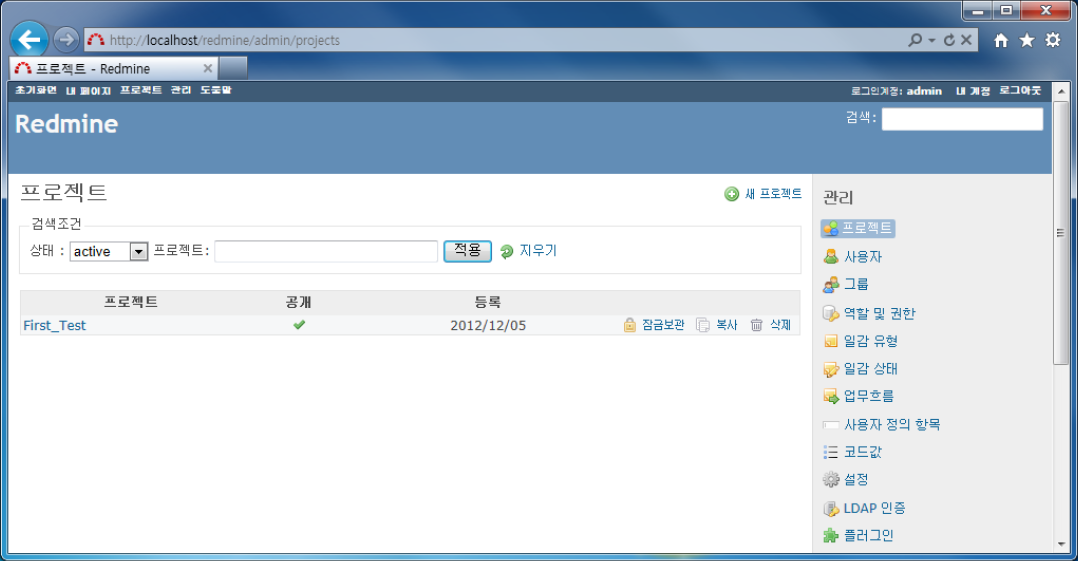 http://localhost/redmine/admin/projects
프로젝트 - Redmine
초기화면 내 페이지 프로젝트 관리 도움말
로그인계정: admin 내 계정 로그아웃
Redmine
검색:
프로젝트
새 프로젝트
검색조건
상태 : active 프로젝트: 적용 지우기
프로젝트 공개 등록
First_Test 2012/12/05 잠금보관 복사 삭제
관리
프로젝트
사용자
그룹
역할 및 권한
일감 유형
일감 상태
업무흐름
사용자 정의 항목
코드값
설정
LDAP 인증
플러그인